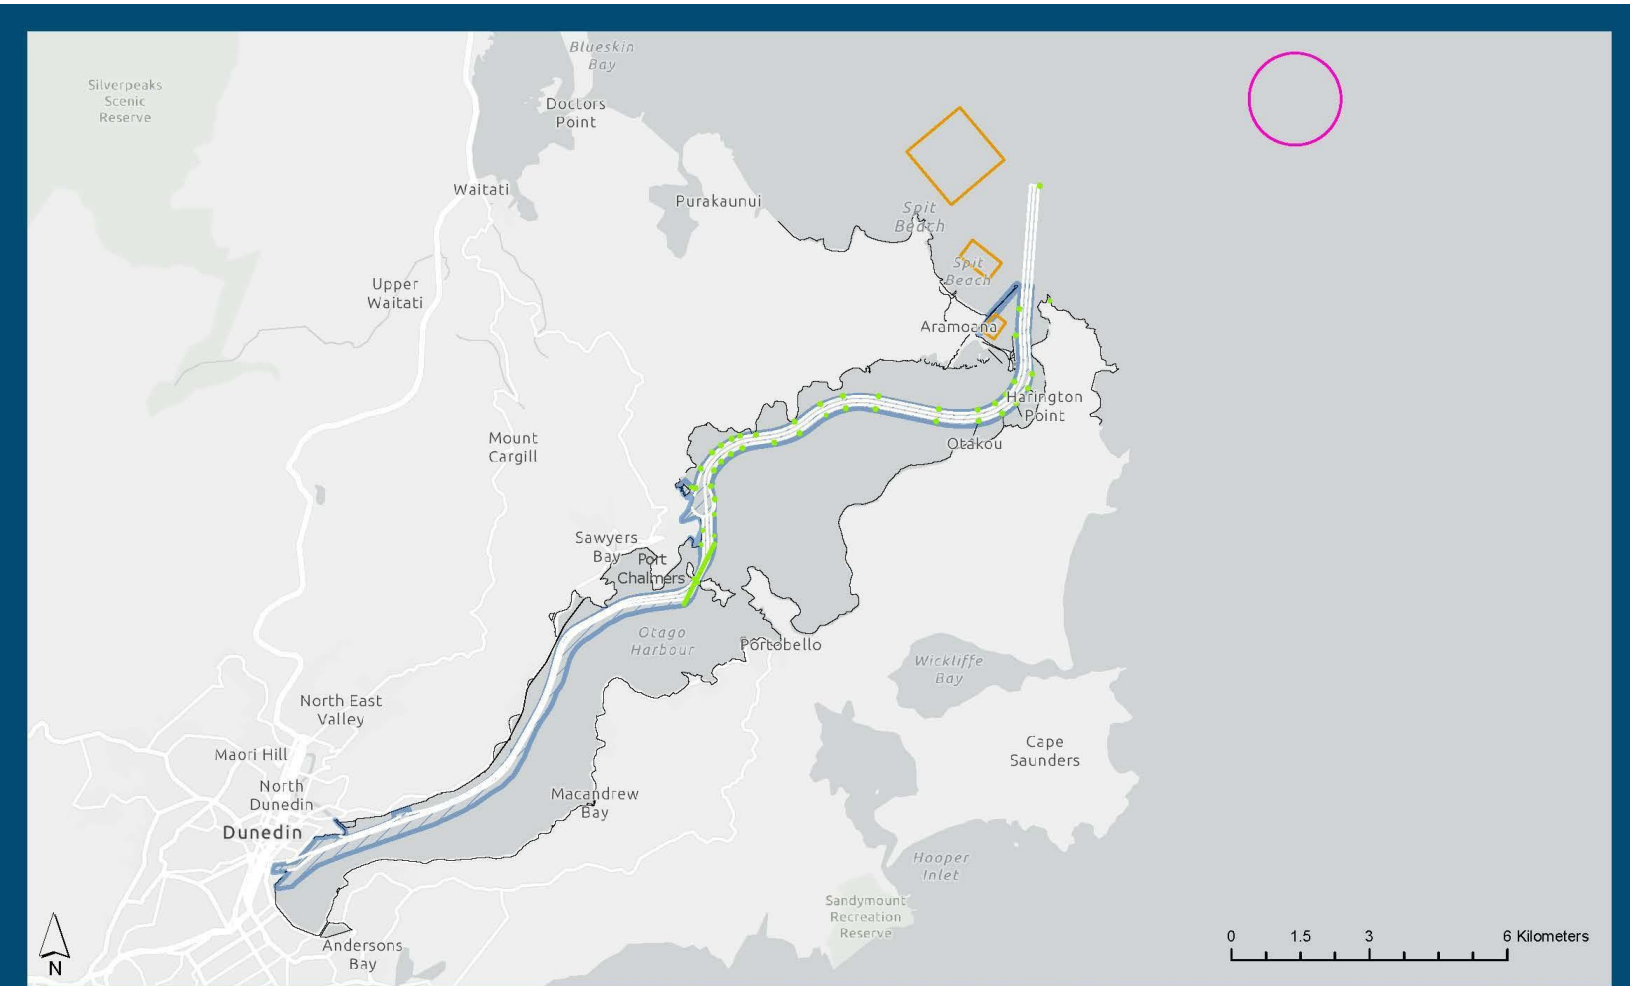 Blueskin
Bay
Silverpeaks
Scenic
Reserve
Doctors
Point
Waitati
Purakaunui
Spit
Beach
Spit
Beach
Upper
Waitati
Aramoana
Harington
Point
Otakou
Mount
Cargill
Sawyers
Bay
Port
Chalmers
Otago
Harbour
Portobello
Wickliffe
Bay
North East
Valley
Maori Hill
Cape
Saunders
North
Dunedin
Macandrew
Bay
Dunedin
Hooper
Inlet
Sandymount
Recreation
Reserve
Andersons
Bay
N
0 1.5 3 6 Kilometers